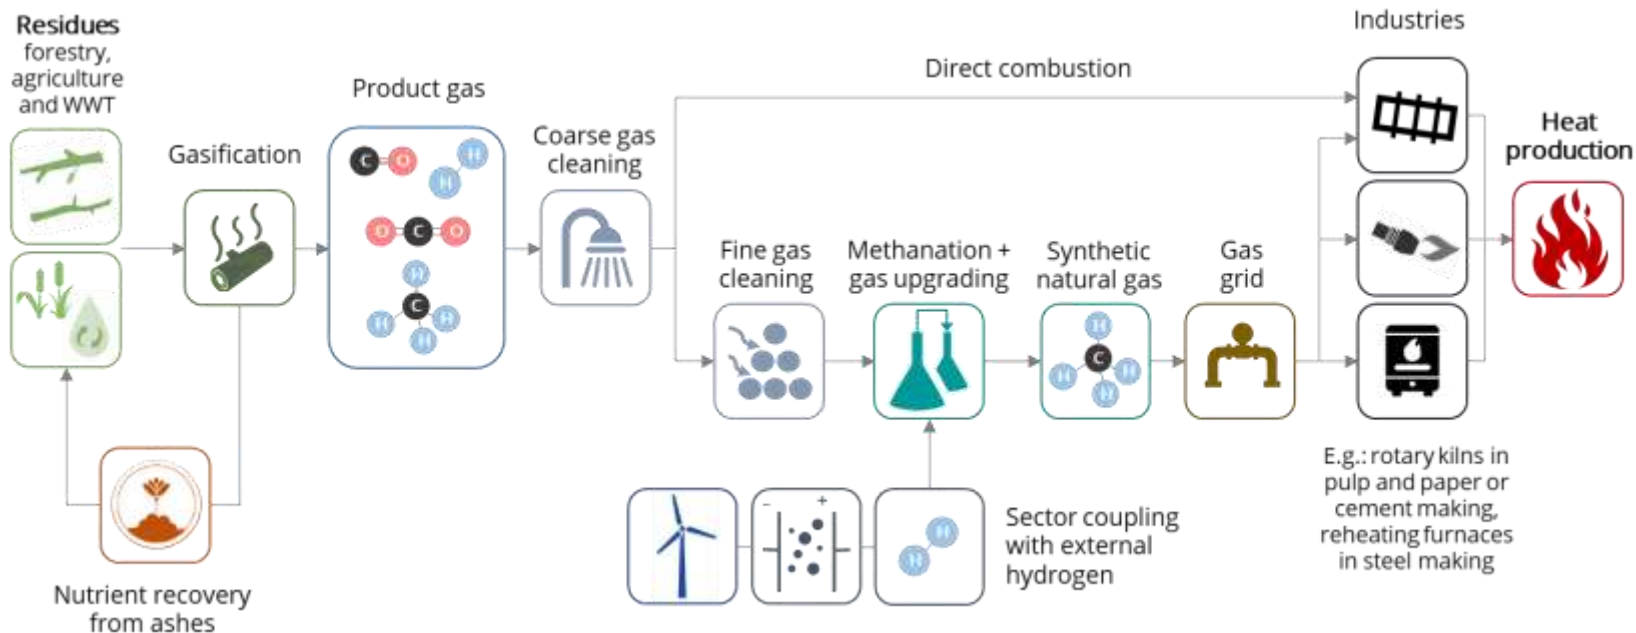 Residues
forestry,
agriculture
and WWT
Gasification
Product gas
C O
H
H
O C O
H
C
H H
H
Coarse gas
cleaning
Direct combustion
Fine gas
cleaning
Methanation +
gas upgrading
Synthetic
natural gas
H
C
H H
H
Gas
grid
Industries
Heat
production
E.g.: rotary kilns in
pulp and paper or
cement making,
reheating furnaces
in steel making
- +
H
H
Sector coupling
with external
hydrogen
Nutrient recovery
from ashes